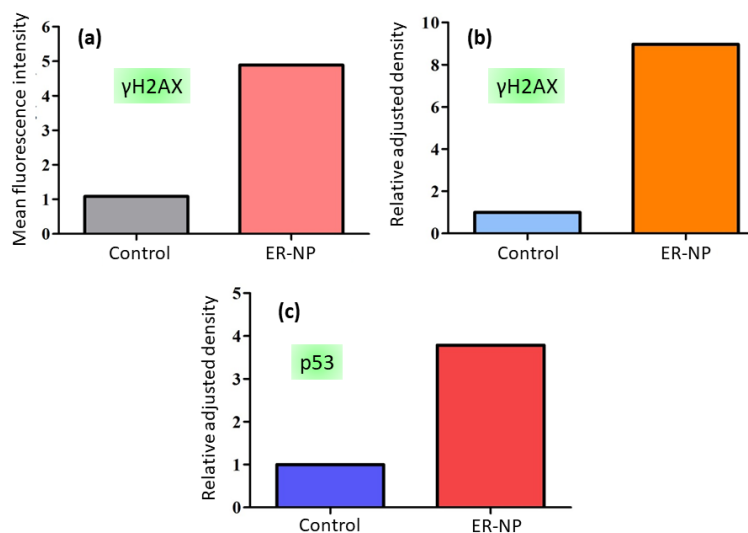 (a)
Mean fluorescence intensity
γH2AX
6
5
4
3
2
1
0
Control
ER-NP
(b)
Relative adjusted density
γH2AX
10
8
6
4
2
0
Control
ER-NP
(c)
Relative adjusted density
p53
5
4
3
2
1
0
Control
ER-NP